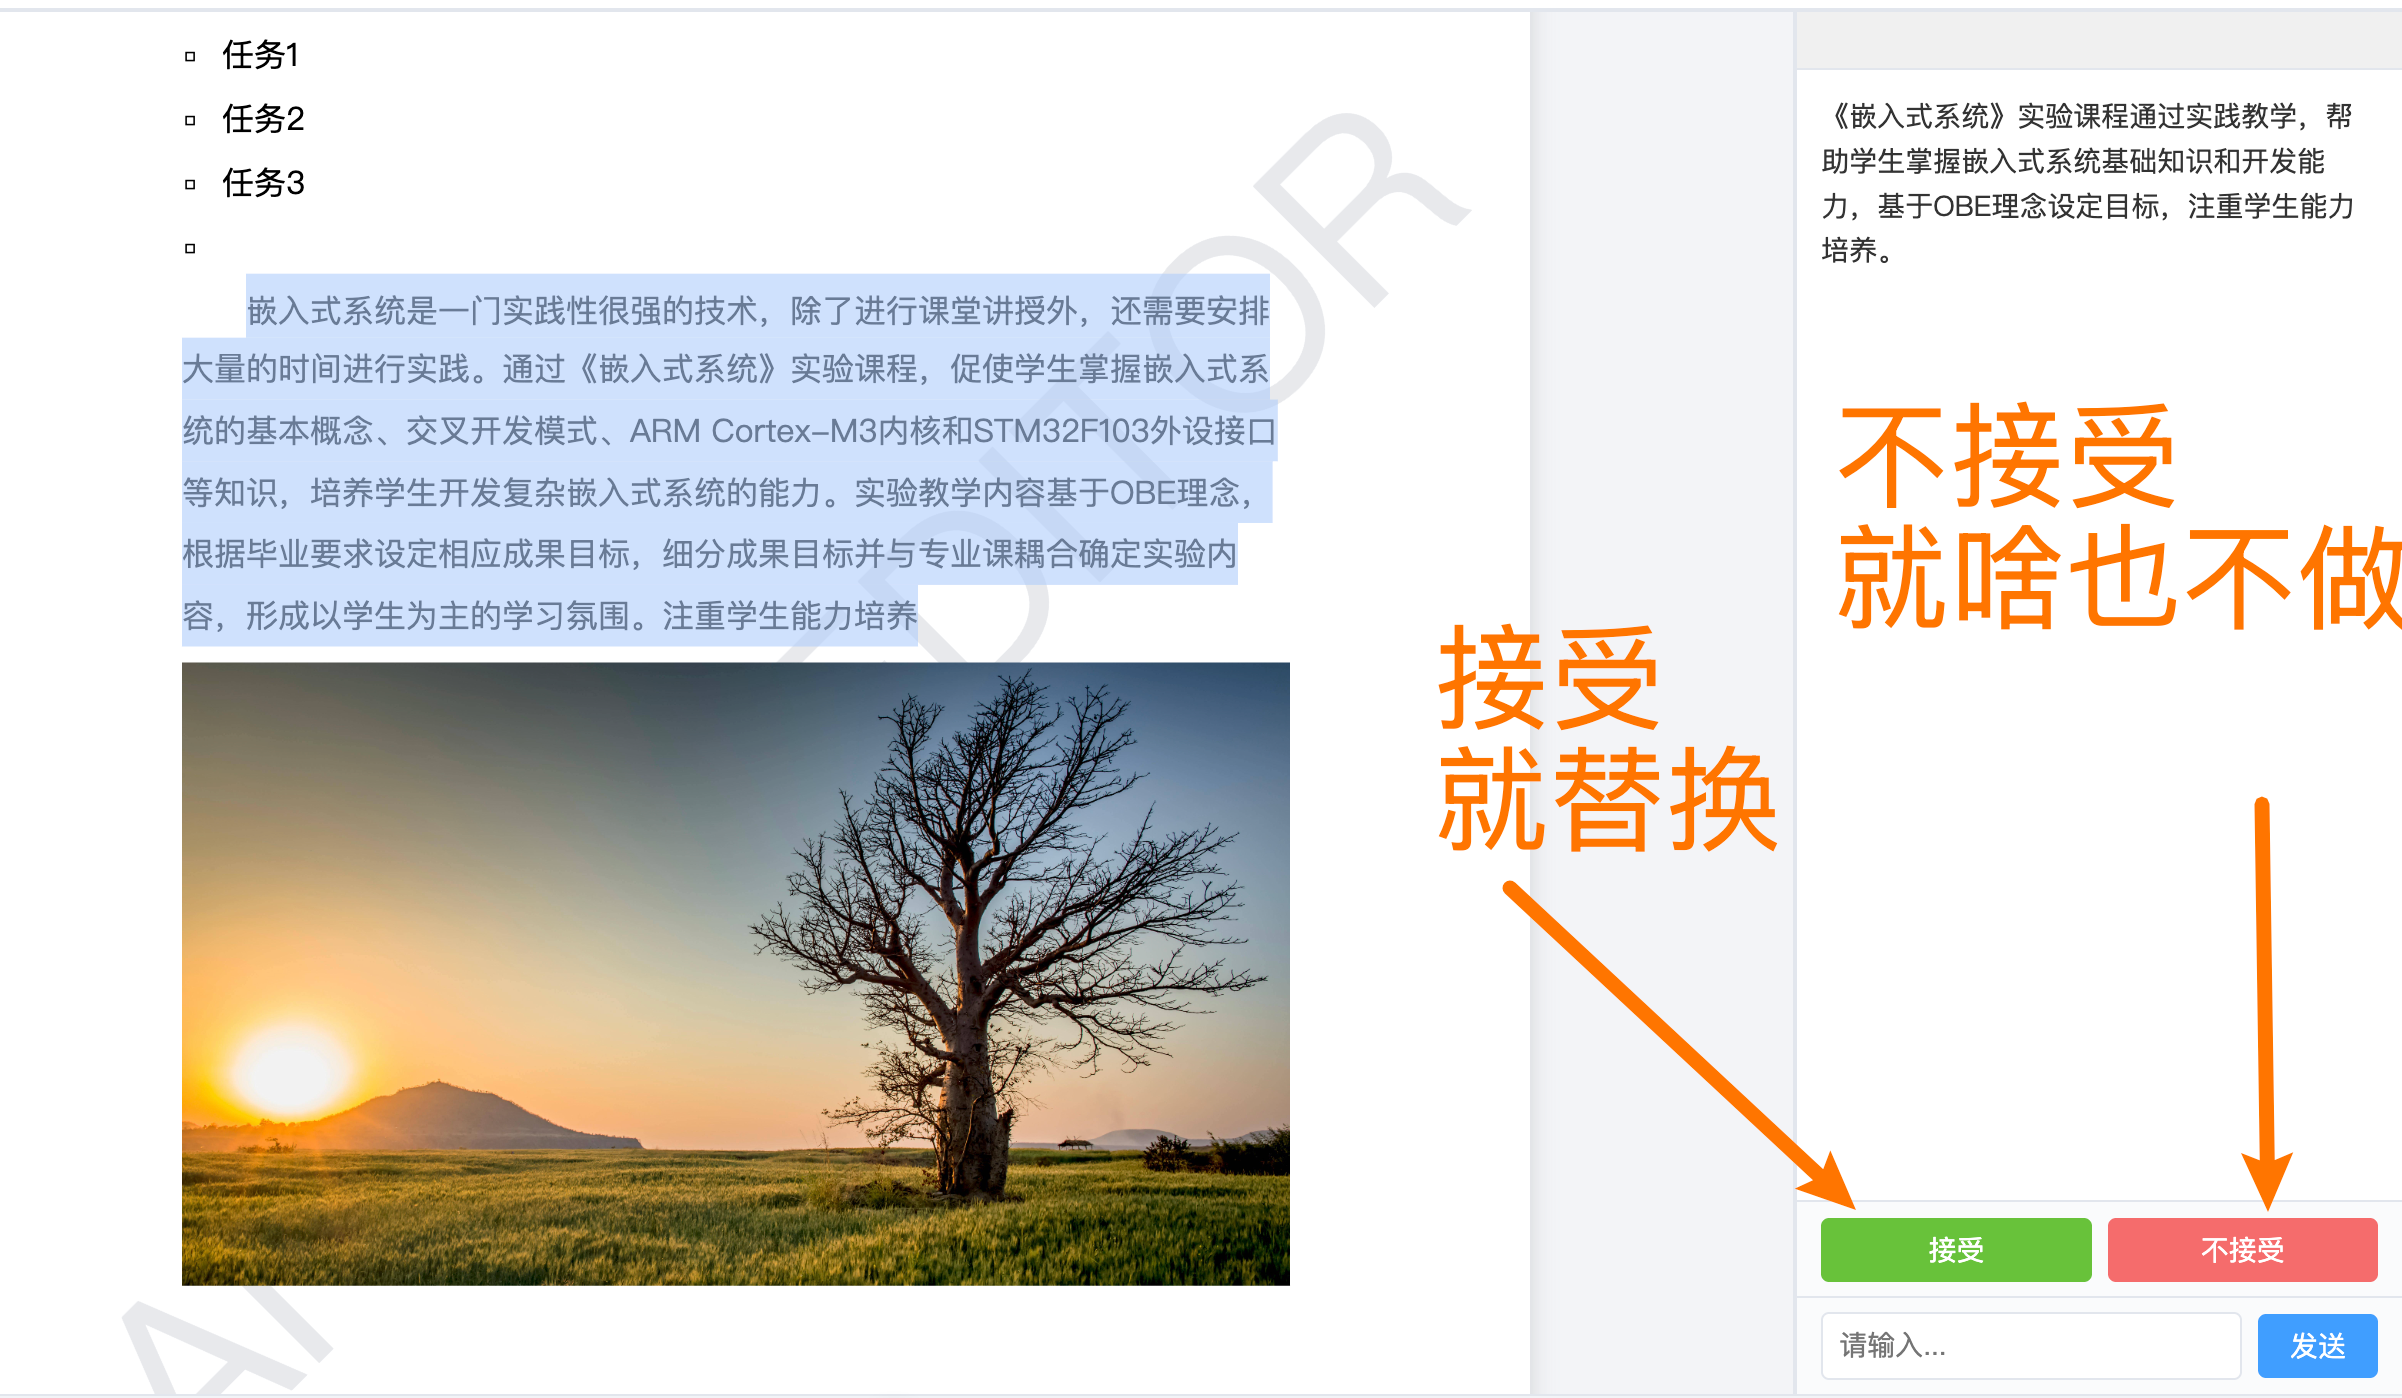 任务1
任务2
任务3
嵌入式系统是一门实践性很强的技术，除了进行课堂讲授外，还需要安排
大量的时间进行实践。通过《嵌入式系统》实验课程，促使学生掌握嵌入式系
统的基本概念、交叉开发模式、ARM Cortex-M3内核和STM32F103外设接口
等知识，培养学生开发复杂嵌入式系统的能力。实验教学内容基于OBE理念，
根据毕业要求设定相应成果目标，细分成果目标并与专业课耦合确定实验内
容，形成以学生为主的学习氛围。注重学生能力培养
接受
就替换
《嵌入式系统》实验课程通过实践教学，帮
助学生掌握嵌入式系统基础知识和开发能
力，基于OBE理念设定目标，注重学生能力
培养。
不接受
就啥也不做
接受
不接受
请输入...
发送